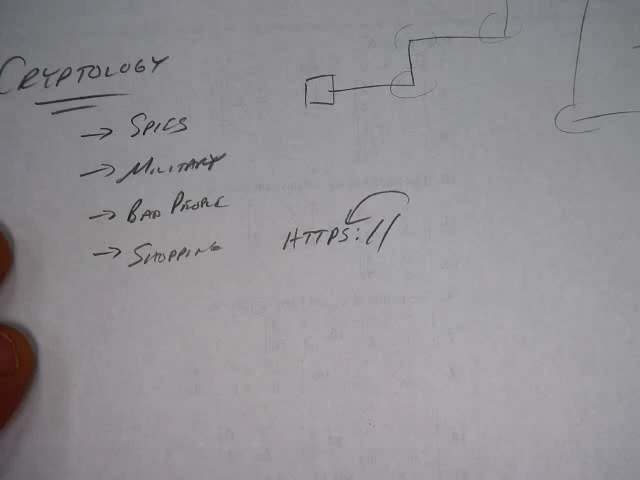 CRYPTOLOGY
→ SPIES
→ MILITARY
→ BAD PEOPLE
→ SHOPPING
HTTPS://